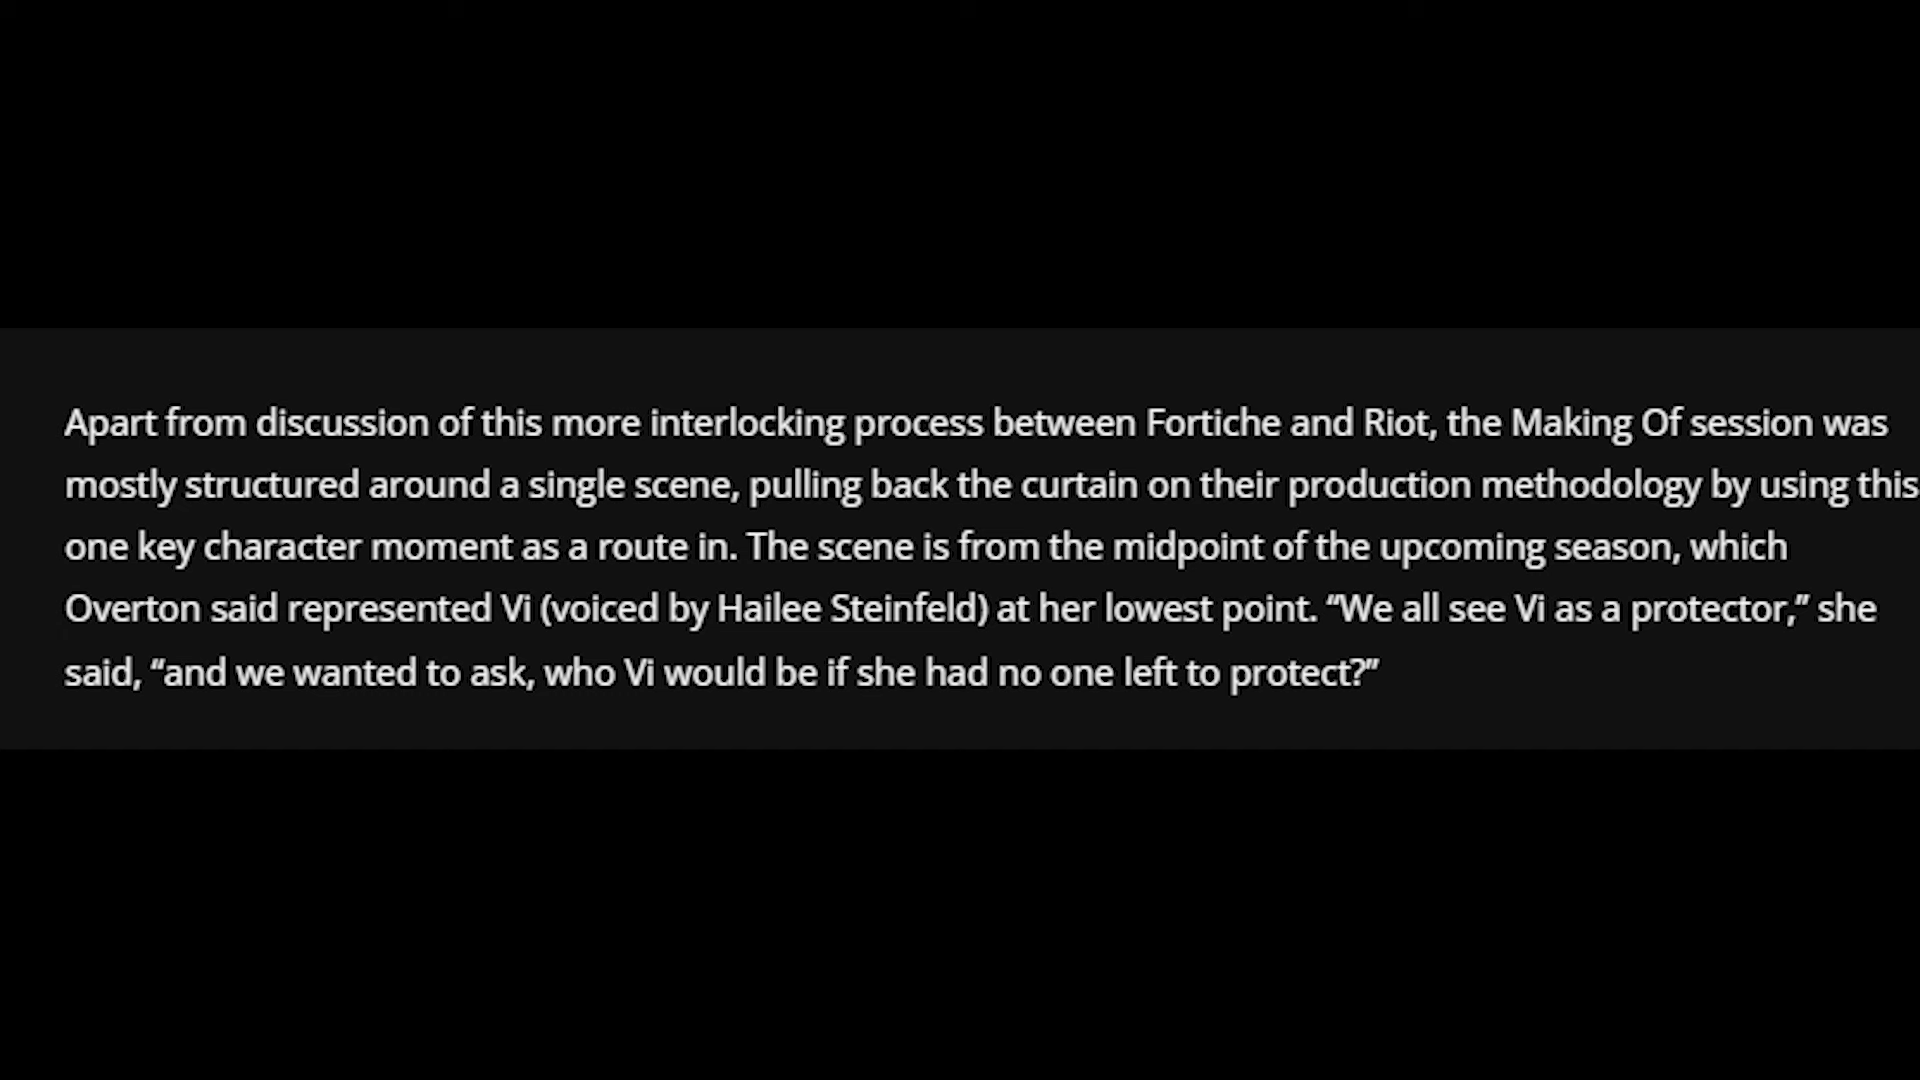 Apart from discussion of this more interlocking process between Fortiche and Riot, the Making Of session was
mostly structured around a single scene, pulling back the curtain on their production methodology by using this
one key character moment as a route in. The scene is from the midpoint of the upcoming season, which
Overton said represented Vi (voiced by Hailee Steinfeld) at her lowest point. “We all see Vi as a protector,” she
said, “and we wanted to ask, who Vi would be if she had no one left to protect?”